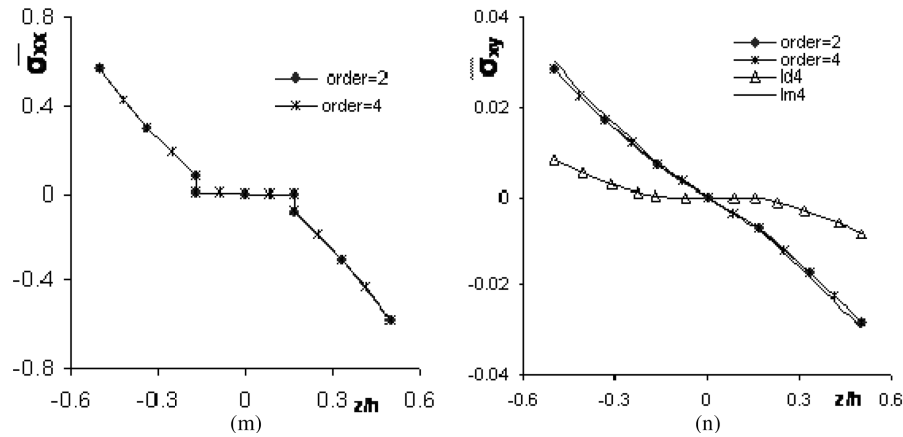 0.8
0.4
0
-0.4
-0.8
σxx
order=2
order=4
-0.6
-0.3
0
0.3
z/h
0.6
(m)
0.04
0.02
0
-0.02
-0.04
σxy
order=2
order=4
ld4
lm4
-0.6
-0.3
0
0.3
z/h
0.6
(n)